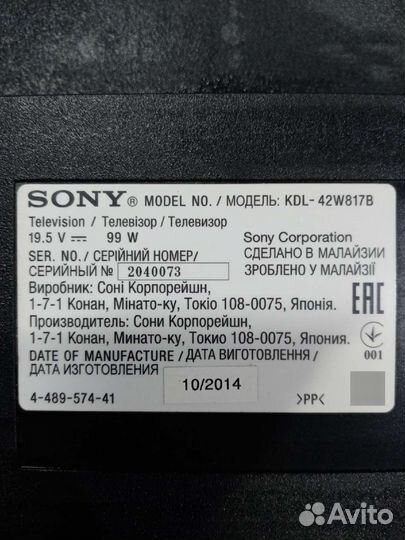 SONY® MODEL NO. / МОДЕЛЬ: KDL-42W817B
Television / Телевізор / Телевизор
19.5 V ⎓ 99 W
Sony Corporation
SER. NO./ СЕРІЙНИЙ НОМЕР/
СДЕЛАНО В МАЛАЙЗИИ
СЕРИЙНЫЙ № 2040073
ЗРОБЛЕНО У МАЛАЙЗІЇ
Виробник: Соні Корпорейшн,
1-7-1 Конан, Мінато-ку, Токіо 108-0075, Японія.
EAC
Производитель: Сони Корпорейшн,
1-7-1 Конан, Минато-ку, Токио 108-0075, Япония.
001
DATE OF MANUFACTURE / ДАТА ВИГОТОВЛЕННЯ /
ДАТА ИЗГОТОВЛЕНИЯ
10/2014
4-489-574-41
>PP<
Avito